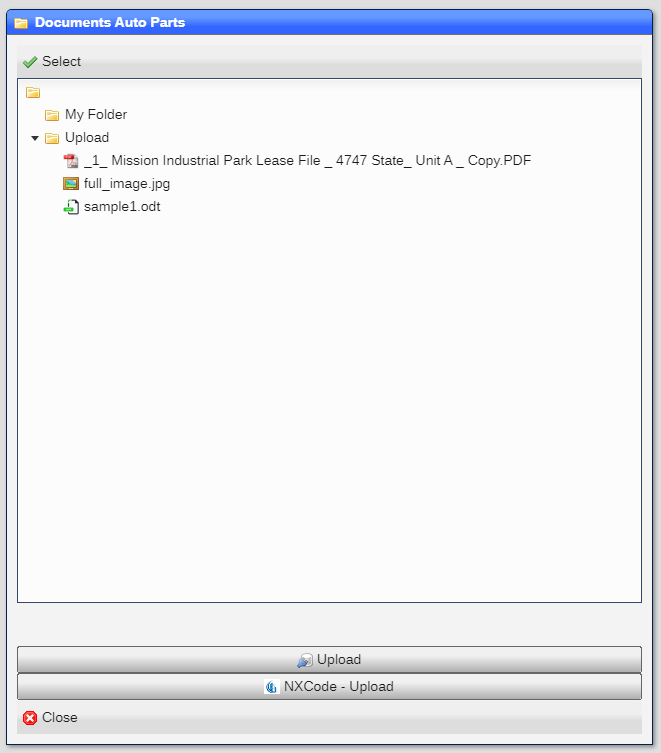 Documents Auto Parts
Select
My Folder
Upload
_1_ Mission Industrial Park Lease File _ 4747 State_ Unit A _ Copy.PDF
full_image.jpg
sample1.odt
Upload
NXCode - Upload
Close